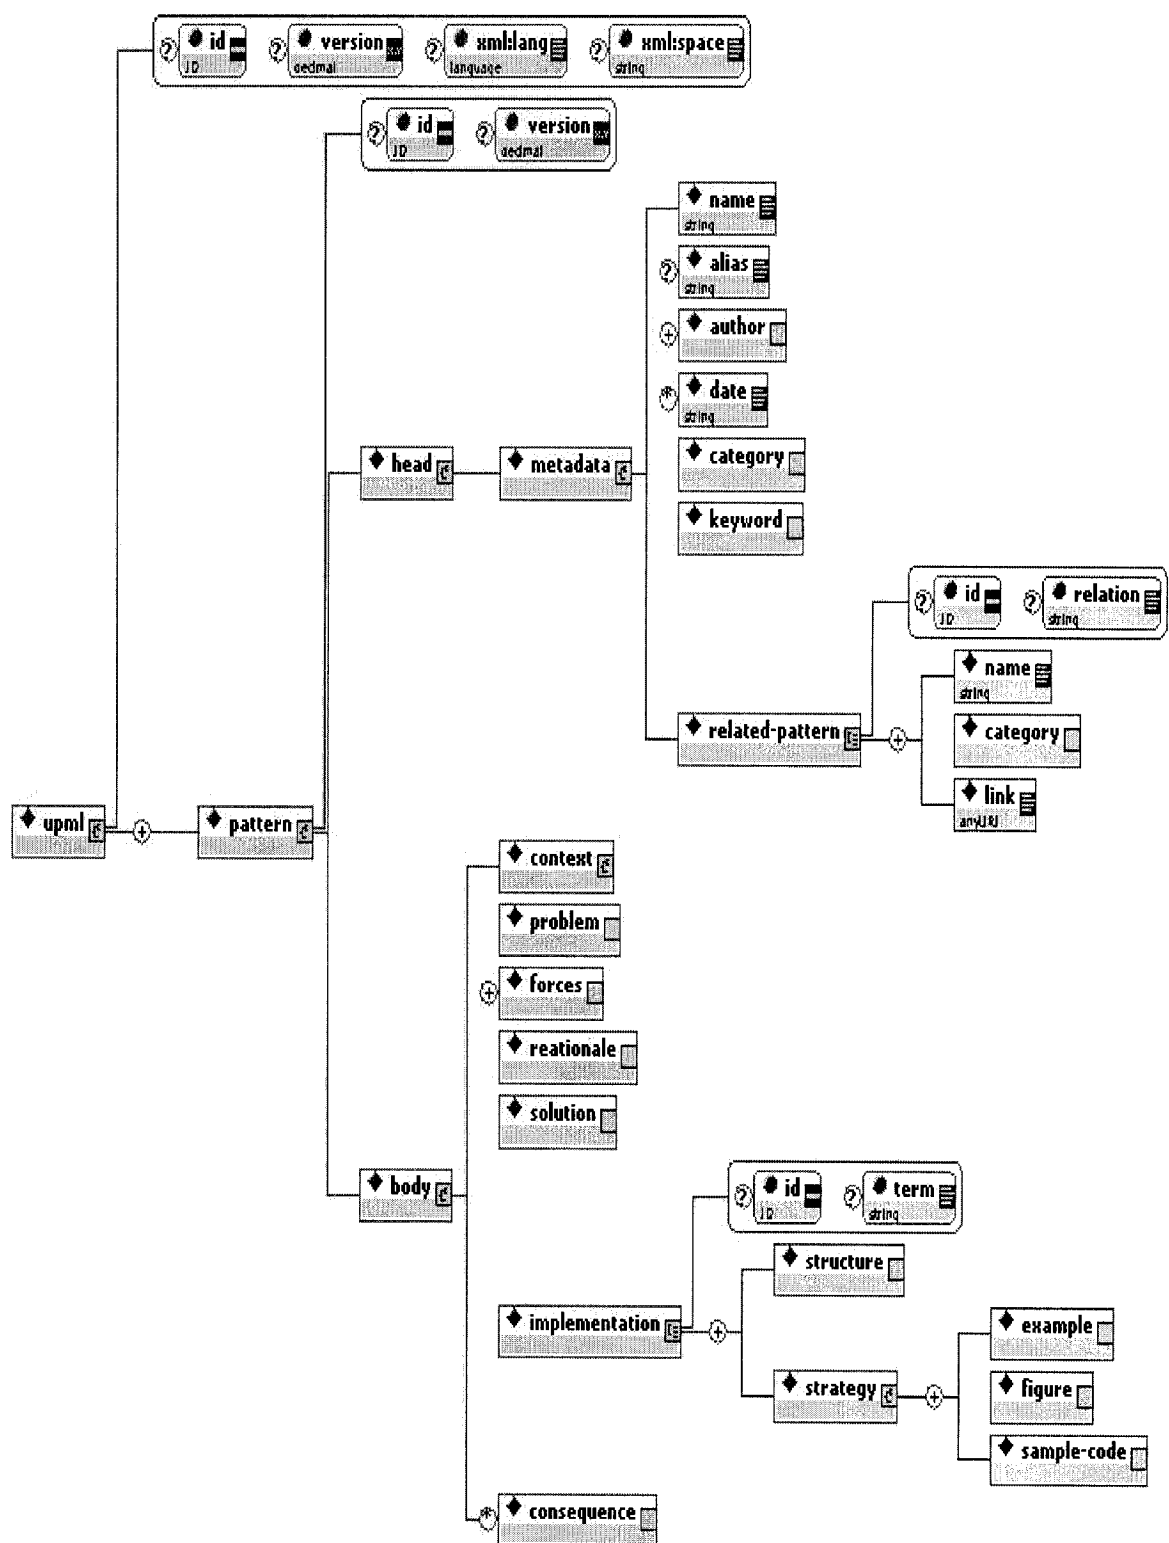 id version xml:lang xml:space
ID decimal language string
id version
ID decimal
name
string
alias
string
author
date
string
head metadata category
keyword
id relation
ID string
name
string
related-pattern category
link
anyURI
upml pattern
context
problem
forces
reationale
solution
body
id term
ID string
structure
implementation example
strategy figure
sample-code
consequence